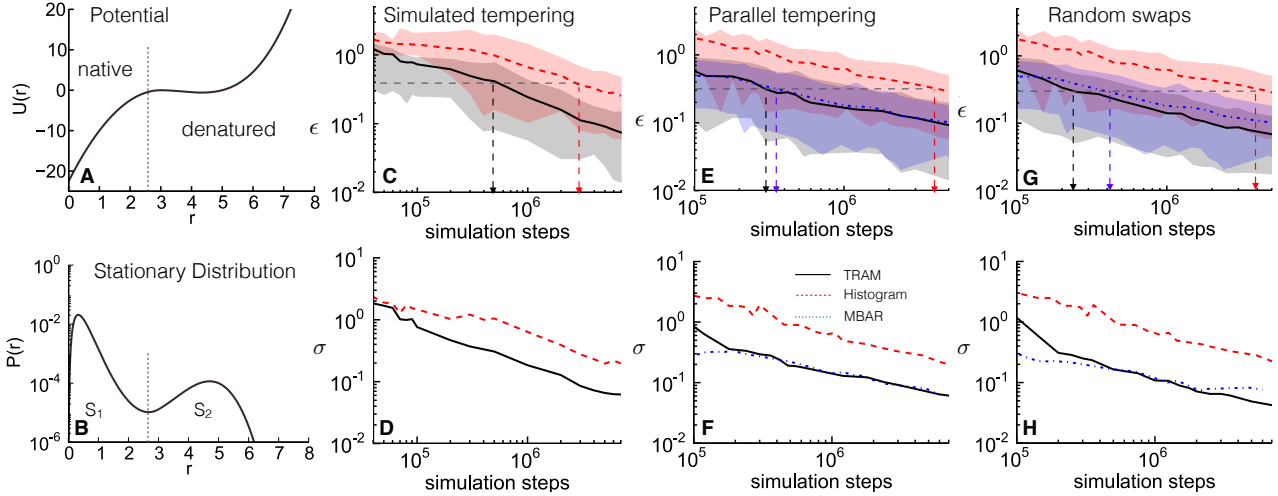 Potential
20
10
0
−10
−20
U(r)
native
denatured
A
0 1 2 3 4 5 6 7 8
r
Simulated tempering
10^0
10^-1
10^-2
ϵ
C
10^5
10^6
simulation steps
Parallel tempering
10^0
10^-1
10^-2
ϵ
E
10^5
10^6
simulation steps
Random swaps
10^0
10^-1
10^-2
ϵ
G
10^5
10^6
simulation steps
Stationary Distribution
10^0
10^-2
10^-4
10^-6
P(r)
S₁
S₂
B
0 1 2 3 4 5 6 7 8
r
10^1
10^0
10^-1
10^-2
σ
D
10^5
10^6
simulation steps
10^1
10^0
10^-1
10^-2
σ
TRAM
Histogram
MBAR
F
10^5
10^6
simulation steps
10^1
10^0
10^-1
10^-2
σ
H
10^5
10^6
simulation steps